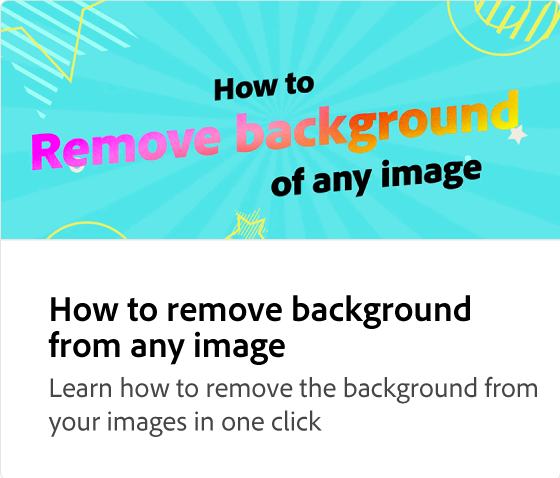 How to
Remove background
of any image
How to remove background
from any image
Learn how to remove the background from
your images in one click